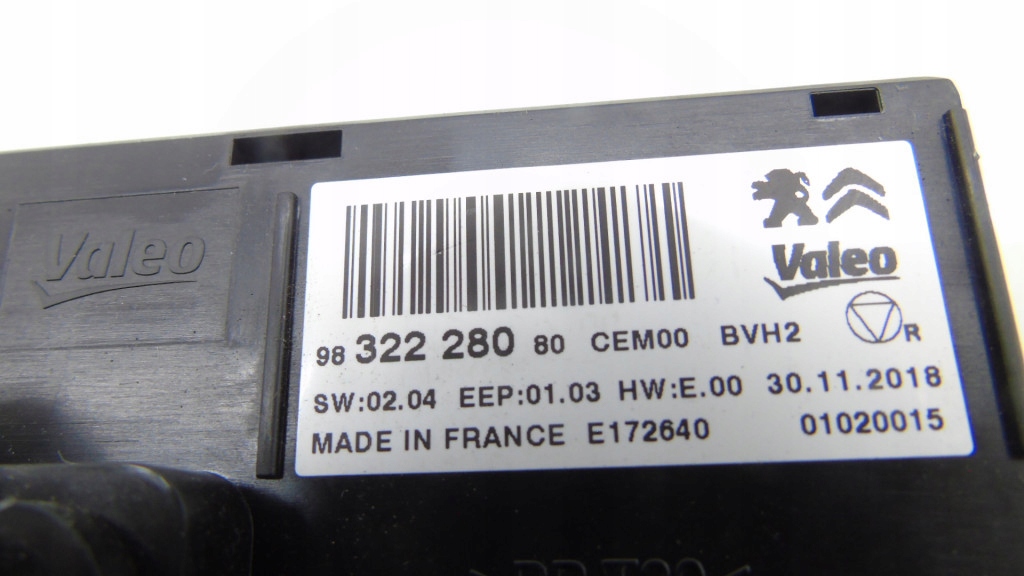 Valeo
Valeo
98 322 280 80 CEM00 BVH2
R
SW:02.04 EEP:01.03 HW:E.00 30.11.2018
MADE IN FRANCE E172640 01020015